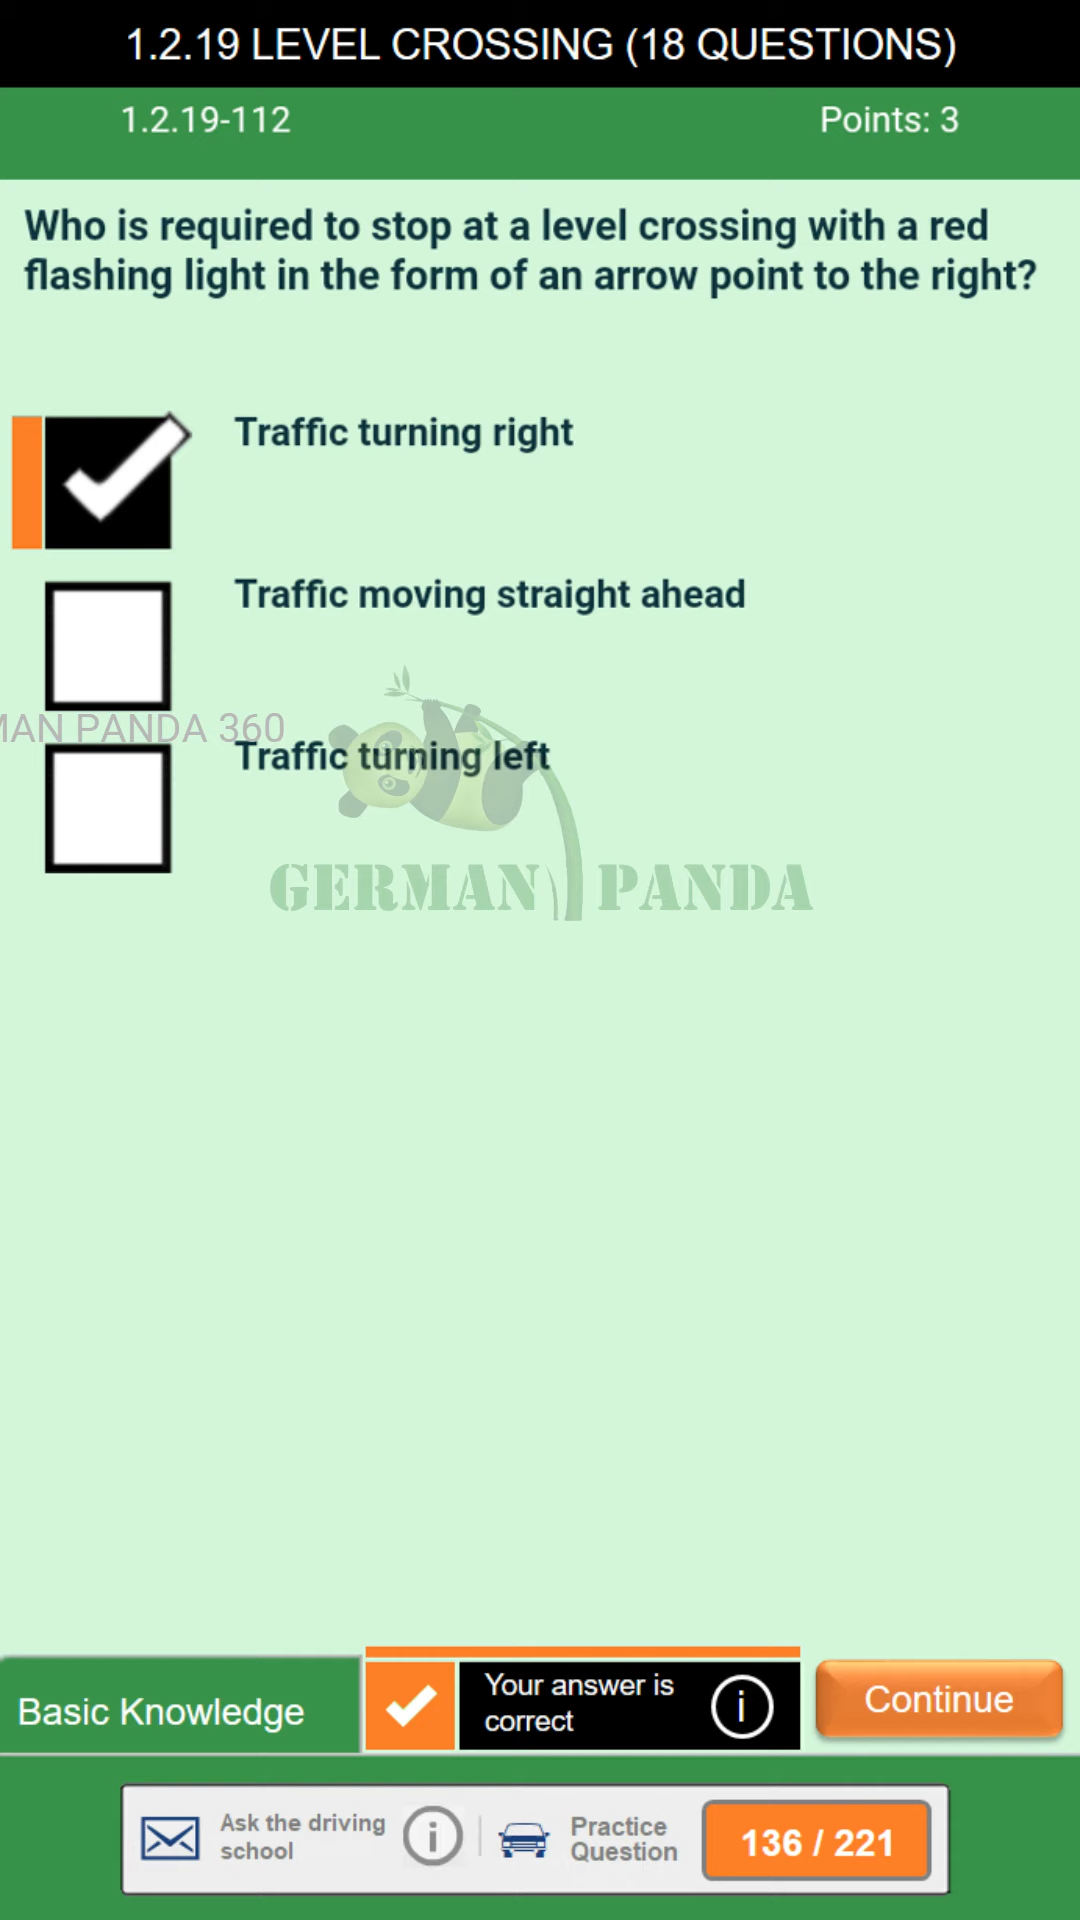 1.2.19 LEVEL CROSSING (18 QUESTIONS)
1.2.19-112 Points: 3
Who is required to stop at a level crossing with a red
flashing light in the form of an arrow point to the right?
Traffic turning right
Traffic moving straight ahead
MAN PANDA 360
Traffic turning left
GERMAN PANDA
Basic Knowledge
Your answer is
correct
i
Continue
Ask the driving
school
i
Practice
Question
136 / 221